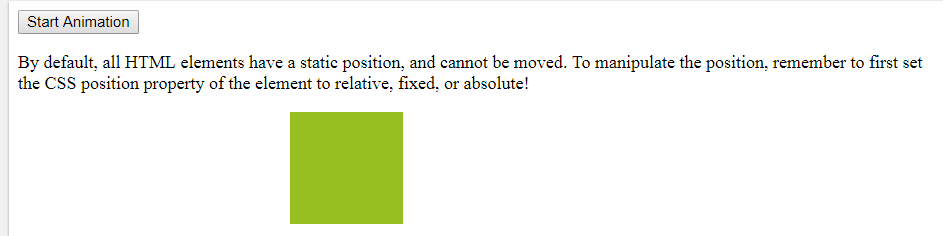 Start Animation
By default, all HTML elements have a static position, and cannot be moved. To manipulate the position, remember to first set
the CSS position property of the element to relative, fixed, or absolute!